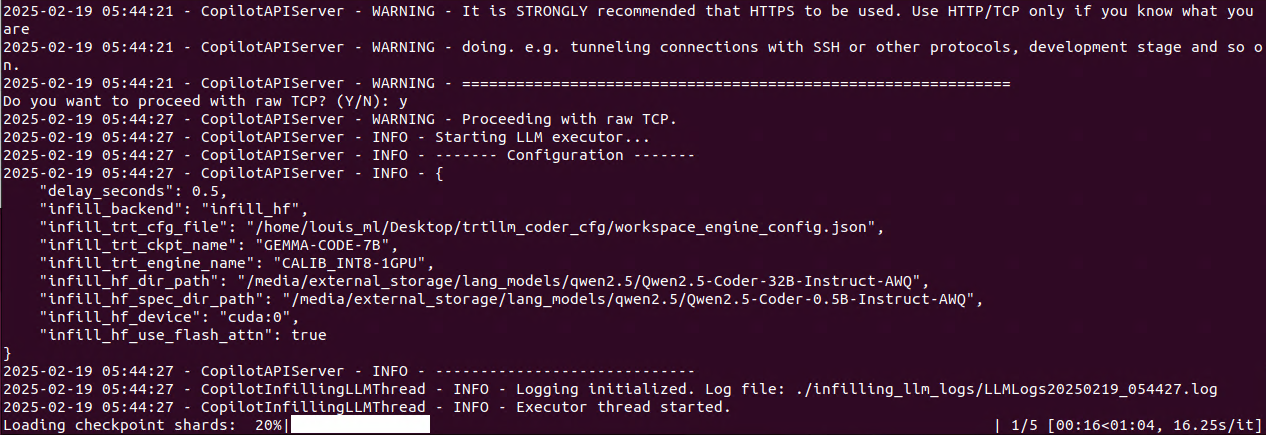 2025-02-19 05:44:21 - CopilotAPIServer - WARNING - It is STRONGLY recommended that HTTPS to be used. Use HTTP/TCP only if you know what you
are
2025-02-19 05:44:21 - CopilotAPIServer - WARNING - doing. e.g. tunneling connections with SSH or other protocols, development stage and so o
n.
2025-02-19 05:44:21 - CopilotAPIServer - WARNING - =============================================================
Do you want to proceed with raw TCP? (Y/N): y
2025-02-19 05:44:27 - CopilotAPIServer - WARNING - Proceeding with raw TCP.
2025-02-19 05:44:27 - CopilotAPIServer - INFO - Starting LLM executor...
2025-02-19 05:44:27 - CopilotAPIServer - INFO - ------- Configuration -------
2025-02-19 05:44:27 - CopilotAPIServer - INFO - {
    "delay_seconds": 0.5,
    "infill_backend": "infill_hf",
    "infill_trt_cfg_file": "/home/louis_ml/Desktop/trtllm_coder_cfg/workspace_engine_config.json",
    "infill_trt_ckpt_name": "GEMMA-CODE-7B",
    "infill_trt_engine_name": "CALIB_INT8-1GPU",
    "infill_hf_dir_path": "/media/external_storage/lang_models/qwen2.5/Qwen2.5-Coder-32B-Instruct-AWQ",
    "infill_hf_spec_dir_path": "/media/external_storage/lang_models/qwen2.5/Qwen2.5-Coder-0.5B-Instruct-AWQ",
    "infill_hf_device": "cuda:0",
    "infill_hf_use_flash_attn": true
}
2025-02-19 05:44:27 - CopilotAPIServer - INFO - -----------------------------
2025-02-19 05:44:27 - CopilotInfillingLLMThread - INFO - Logging initialized. Log file: ./infilling_llm_logs/LLMLogs20250219_054427.log
2025-02-19 05:44:27 - CopilotInfillingLLMThread - INFO - Executor thread started.
Loading checkpoint shards:  20%| | 1/5 [00:16<01:04, 16.25s/it]